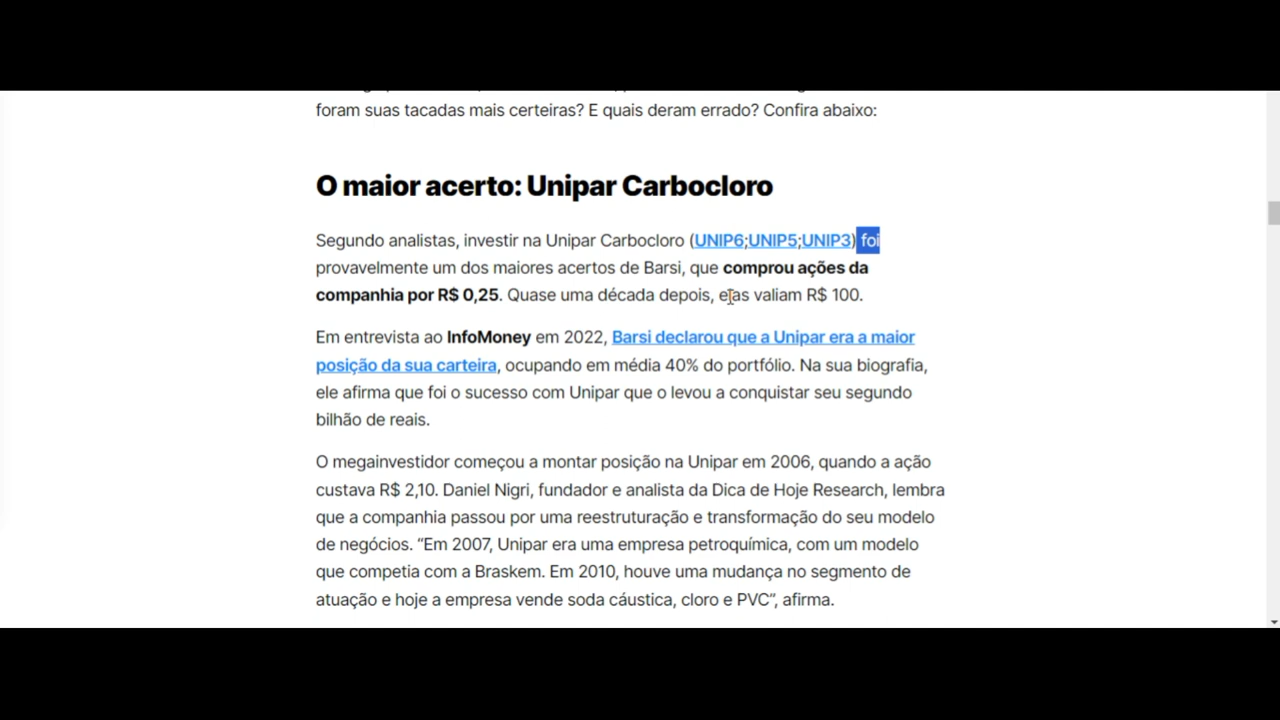 foram suas tacadas mais certeiras? E quais deram errado? Confira abaixo:
O maior acerto: Unipar Carbocloro
Segundo analistas, investir na Unipar Carbocloro (UNIP6;UNIP5;UNIP3) foi
provavelmente um dos maiores acertos de Barsi, que comprou ações da
companhia por R$ 0,25. Quase uma década depois, elas valiam R$ 100.
Em entrevista ao InfoMoney em 2022, Barsi declarou que a Unipar era a maior
posição da sua carteira, ocupando em média 40% do portfólio. Na sua biografia,
ele afirma que foi o sucesso com Unipar que o levou a conquistar seu segundo
bilhão de reais.
O megainvestidor começou a montar posição na Unipar em 2006, quando a ação
custava R$ 2,10. Daniel Nigri, fundador e analista da Dica de Hoje Research, lembra
que a companhia passou por uma reestruturação e transformação do seu modelo
de negócios. “Em 2007, Unipar era uma empresa petroquímica, com um modelo
que competia com a Braskem. Em 2010, houve uma mudança no segmento de
atuação e hoje a empresa vende soda cáustica, cloro e PVC”, afirma.